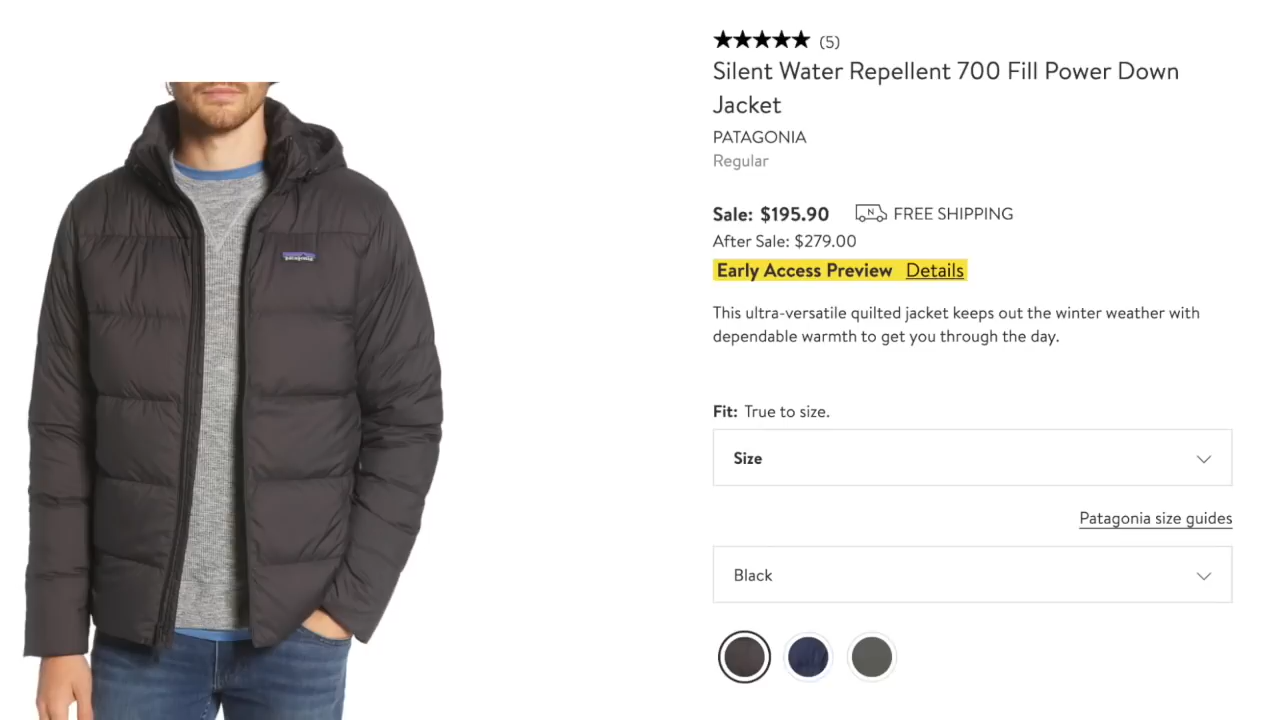 ★★★★★ (5)
Silent Water Repellent 700 Fill Power Down
Jacket
PATAGONIA
Regular
Sale: $195.90 N FREE SHIPPING
After Sale: $279.00
Early Access Preview Details
This ultra-versatile quilted jacket keeps out the winter weather with
dependable warmth to get you through the day.
Fit: True to size.
Size
Patagonia size guides
Black
patagonia